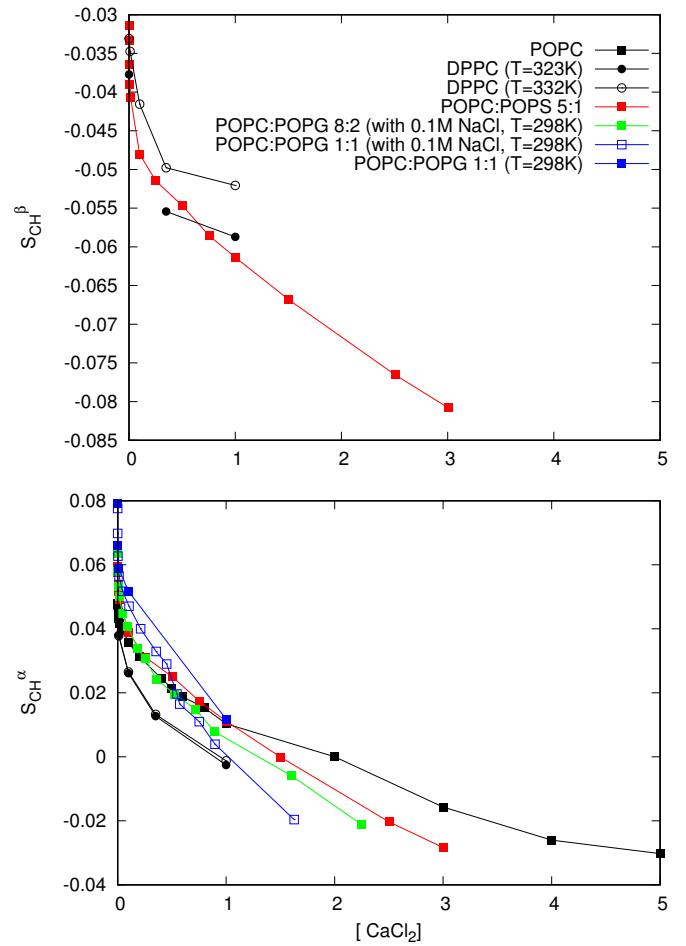 -0.03
-0.035
-0.04
-0.045
-0.05
-0.055
-0.06
-0.065
-0.07
-0.075
-0.08
-0.085
S_CH^β
POPC
DPPC (T=323K)
DPPC (T=332K)
POPC:POPS 5:1
POPC:POPG 8:2 (with 0.1M NaCl, T=298K)
POPC:POPG 1:1 (with 0.1M NaCl, T=298K)
POPC:POPG 1:1 (T=298K)
0 1 2 3 4 5
0.08
0.06
0.04
0.02
0
-0.02
-0.04
S_CH^α
0 1 2 3 4 5
[ CaCl₂]